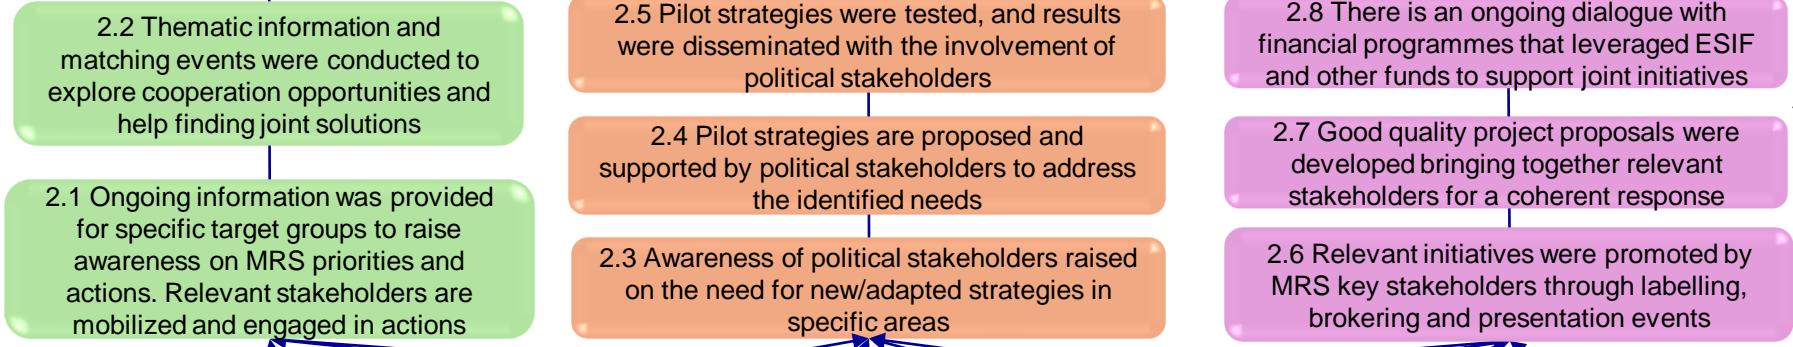 2.2 Thematic information and
matching events were conducted to
explore cooperation opportunities and
help finding joint solutions
2.1 Ongoing information was provided
for specific target groups to raise
awareness on MRS priorities and
actions. Relevant stakeholders are
mobilized and engaged in actions
2.5 Pilot strategies were tested, and results
were disseminated with the involvement of
political stakeholders
2.4 Pilot strategies are proposed and
supported by political stakeholders to address
the identified needs
2.3 Awareness of political stakeholders raised
on the need for new/adapted strategies in
specific areas
2.8 There is an ongoing dialogue with
financial programmes that leveraged ESIF
and other funds to support joint initiatives
2.7 Good quality project proposals were
developed bringing together relevant
stakeholders for a coherent response
2.6 Relevant initiatives were promoted by
MRS key stakeholders through labelling,
brokering and presentation events